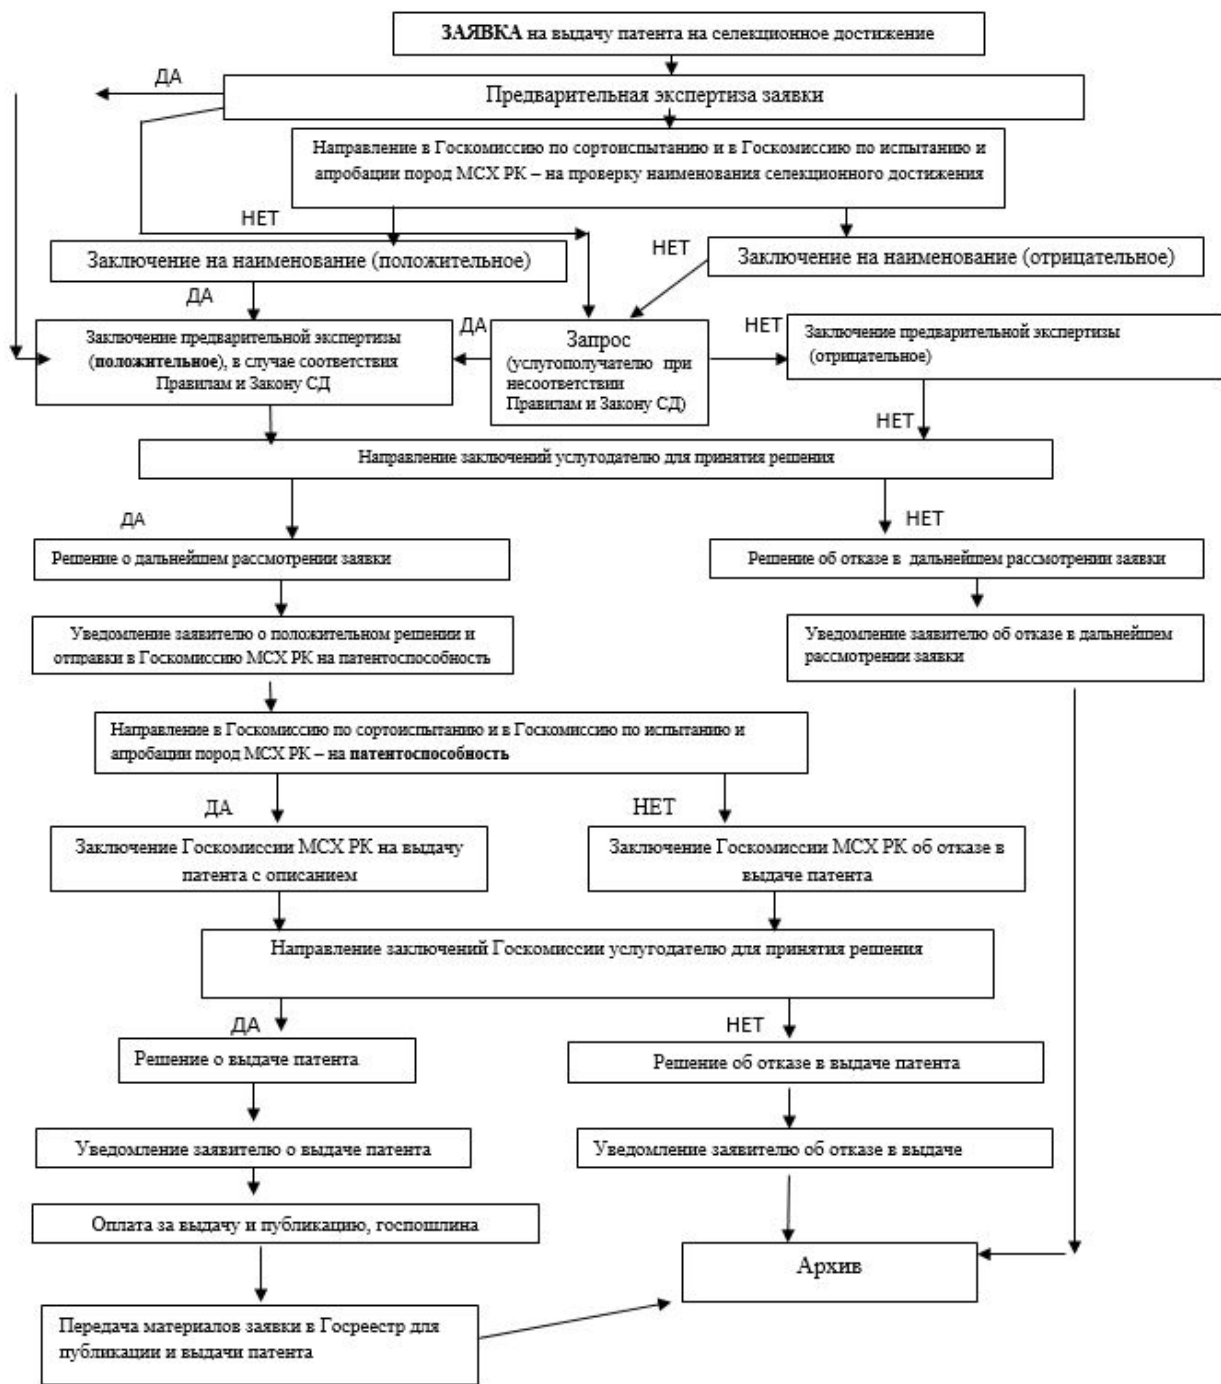 ЗАЯВКА на выдачу патента на селекционное достижение
ДА
Предварительная экспертиза заявки
Направление в Госкомиссию по сортоиспытанию и в Госкомиссию по испытанию и
апробации пород МСХ РК – на проверку наименования селекционного достижения
НЕТ
НЕТ
Заключение на наименование (положительное)
Заключение на наименование (отрицательное)
ДА
Заключение предварительной экспертизы
(положительное), в случае соответствия
Правилам и Закону СД
ДА
Запрос
(услугополучателю при
несоответствии
Правилам и Закону СД)
НЕТ
Заключение предварительной экспертизы
(отрицательное)
НЕТ
Направление заключений услугодателю для принятия решения
ДА
НЕТ
Решение о дальнейшем рассмотрении заявки
Решение об отказе в дальнейшем рассмотрении заявки
Уведомление заявителю о положительном решении и
отправки в Госкомиссию МСХ РК на патентоспособность
Уведомление заявителю об отказе в дальнейшем
рассмотрении заявки
Направление в Госкомиссию по сортоиспытанию и в Госкомиссию по испытанию и
апробации пород МСХ РК – на патентоспособность
ДА
НЕТ
Заключение Госкомиссии МСХ РК на выдачу
патента с описанием
Заключение Госкомиссии МСХ РК об отказе в
выдаче патента
Направление заключений Госкомиссии услугодателю для принятия решения
ДА
НЕТ
Решение о выдаче патента
Решение об отказе в выдаче патента
Уведомление заявителю о выдаче патента
Уведомление заявителю об отказе в выдаче
Оплата за выдачу и публикацию, госпошлина
Архив
Передача материалов заявки в Госреестр для
публикации и выдачи патента